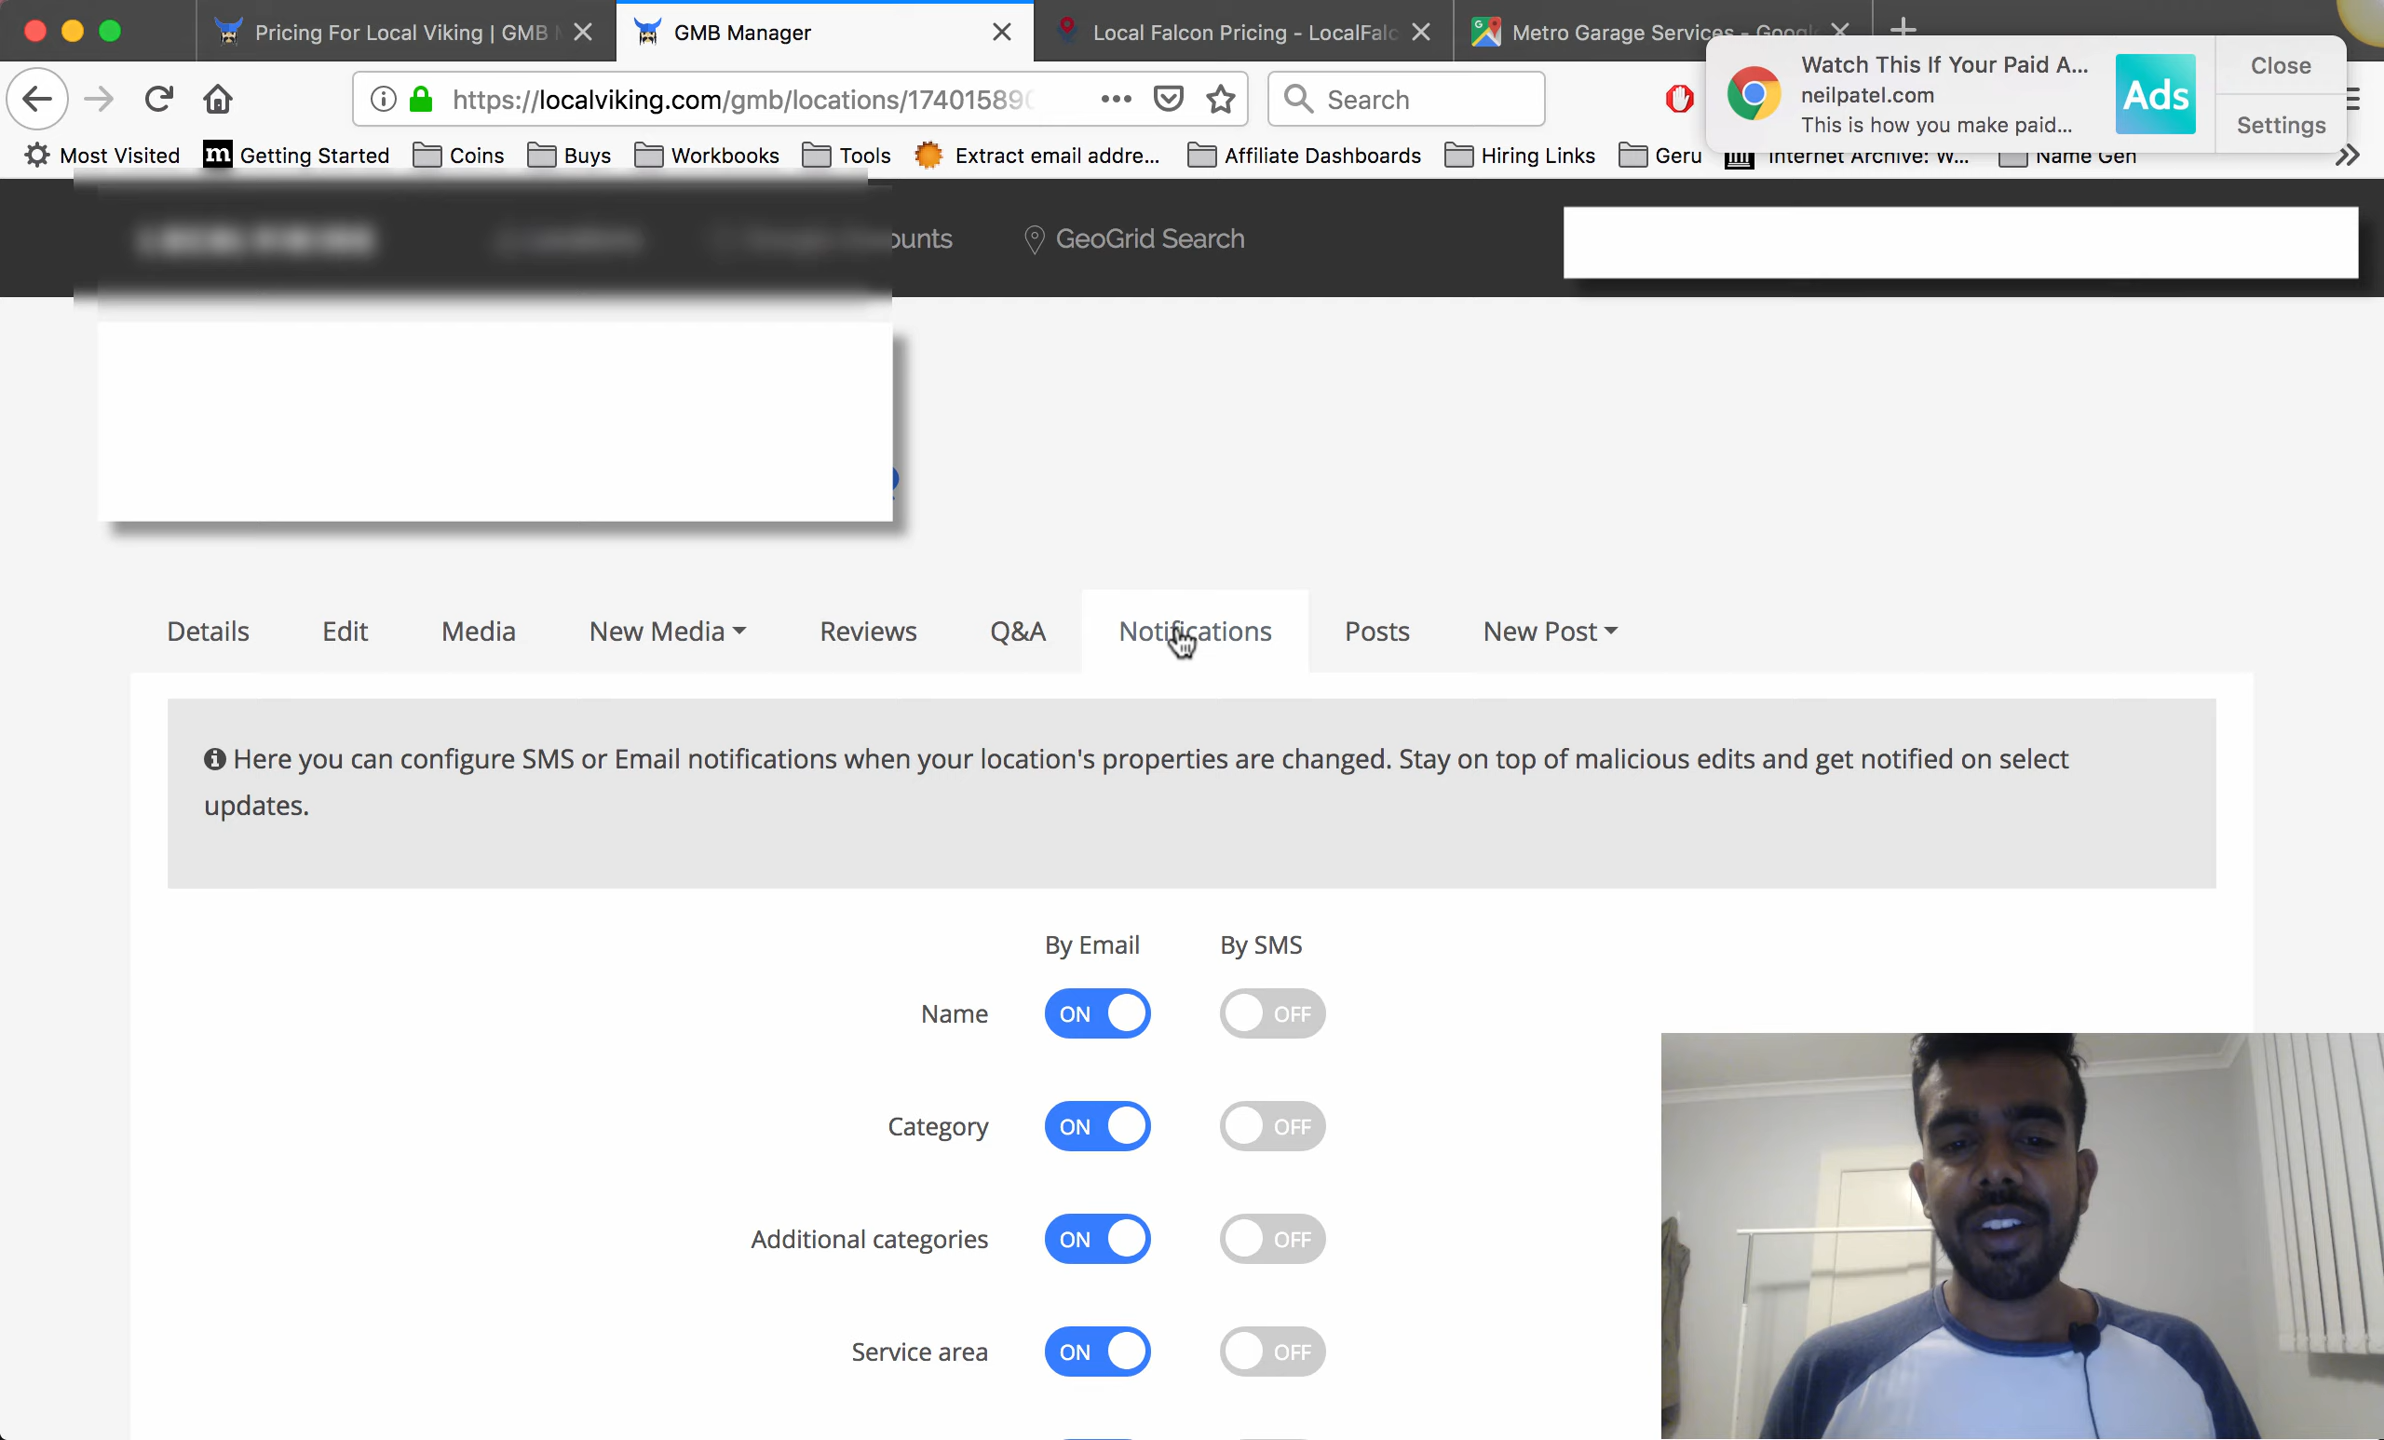 Pricing For Local Viking | GMB
GMB Manager
Local Falcon Pricing - LocalFalc
Metro Garage Services - Googl
Watch This If Your Paid A...
neilpatel.com
This is how you make paid...
Ads
Close
Settings
https://localviking.com/gmb/locations/174015890
Search
Most Visited
Getting Started
Coins
Buys
Workbooks
Tools
Extract email addre...
Affiliate Dashboards
Hiring Links
Geru
Internet Archive: W...
Name Gen
ounts
GeoGrid Search
Details
Edit
Media
New Media
Reviews
Q&A
Notifications
Posts
New Post
Here you can configure SMS or Email notifications when your location's properties are changed. Stay on top of malicious edits and get notified on select
updates.
By Email By SMS
Name ON OFF
Category ON OFF
Additional categories ON OFF
Service area ON OFF